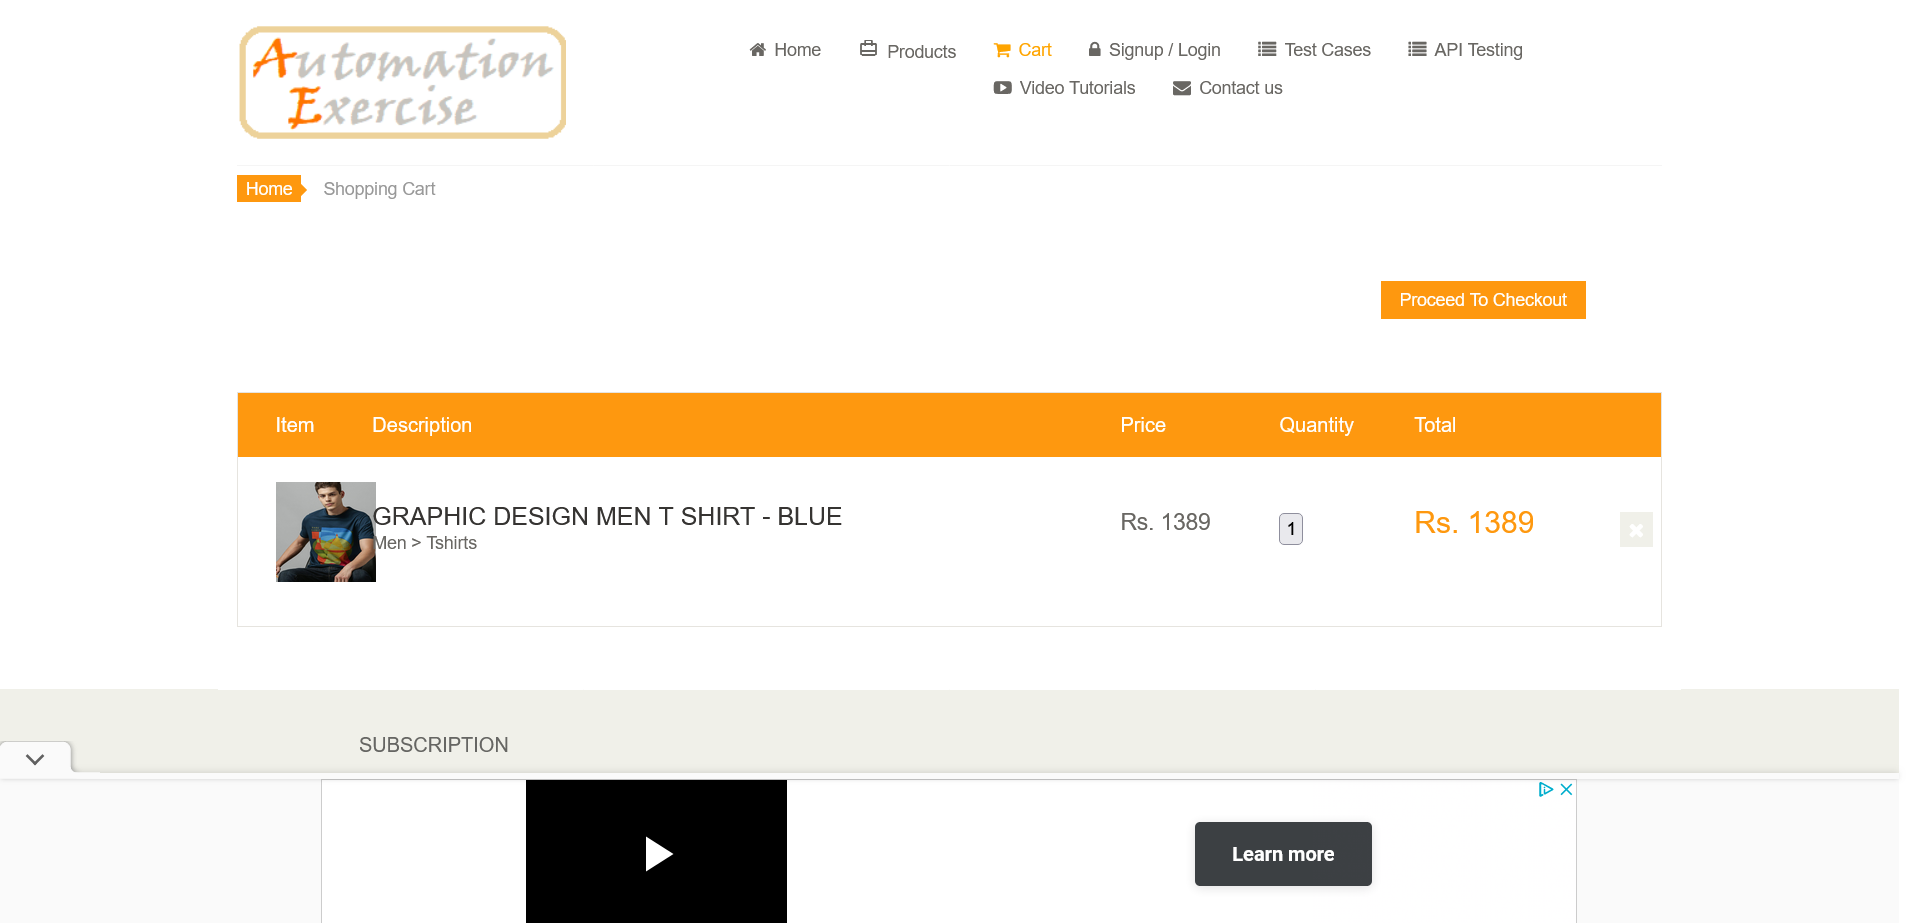 Automation
Exercise
Home
Products
Cart
Signup / Login
Test Cases
API Testing
Video Tutorials
Contact us
Home
Shopping Cart
Proceed To Checkout
Item
Description
Price
Quantity
Total
GRAPHIC DESIGN MEN T SHIRT - BLUE
Men > Tshirts
Rs. 1389
1
Rs. 1389
SUBSCRIPTION
Learn more